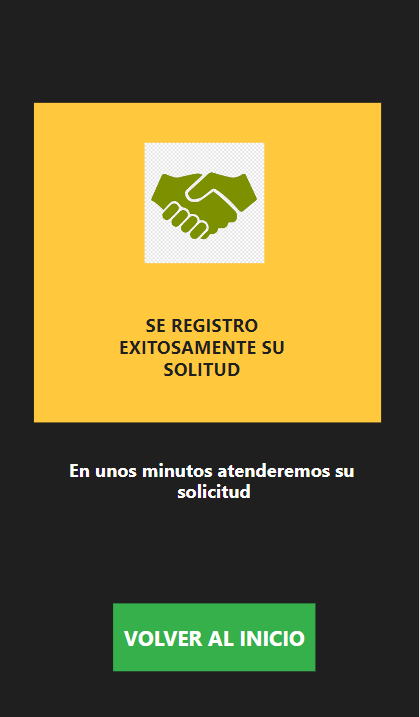 SE REGISTRO
EXITOSAMENTE SU
SOLITUD
En unos minutos atenderemos su
solicitud
VOLVER AL INICIO